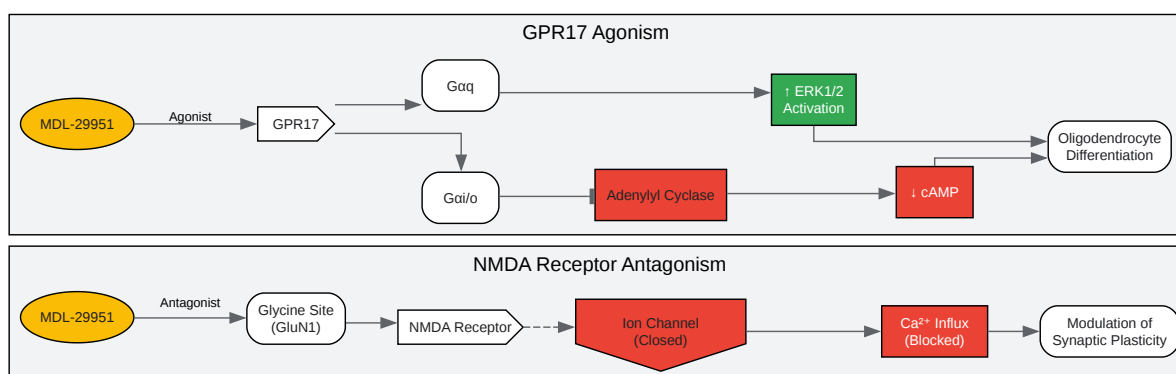 GPR17 Agonism
MDL-29951
Agonist
GPR17
Gαq
↑ ERK1/2
Activation
Oligodendrocyte
Differentiation
Gαi/o
Adenylyl Cyclase
↓ cAMP
NMDA Receptor Antagonism
MDL-29951
Antagonist
Glycine Site
(GluN1)
NMDA Receptor
Ion Channel
(Closed)
Ca²⁺ Influx
(Blocked)
Modulation of
Synaptic Plasticity